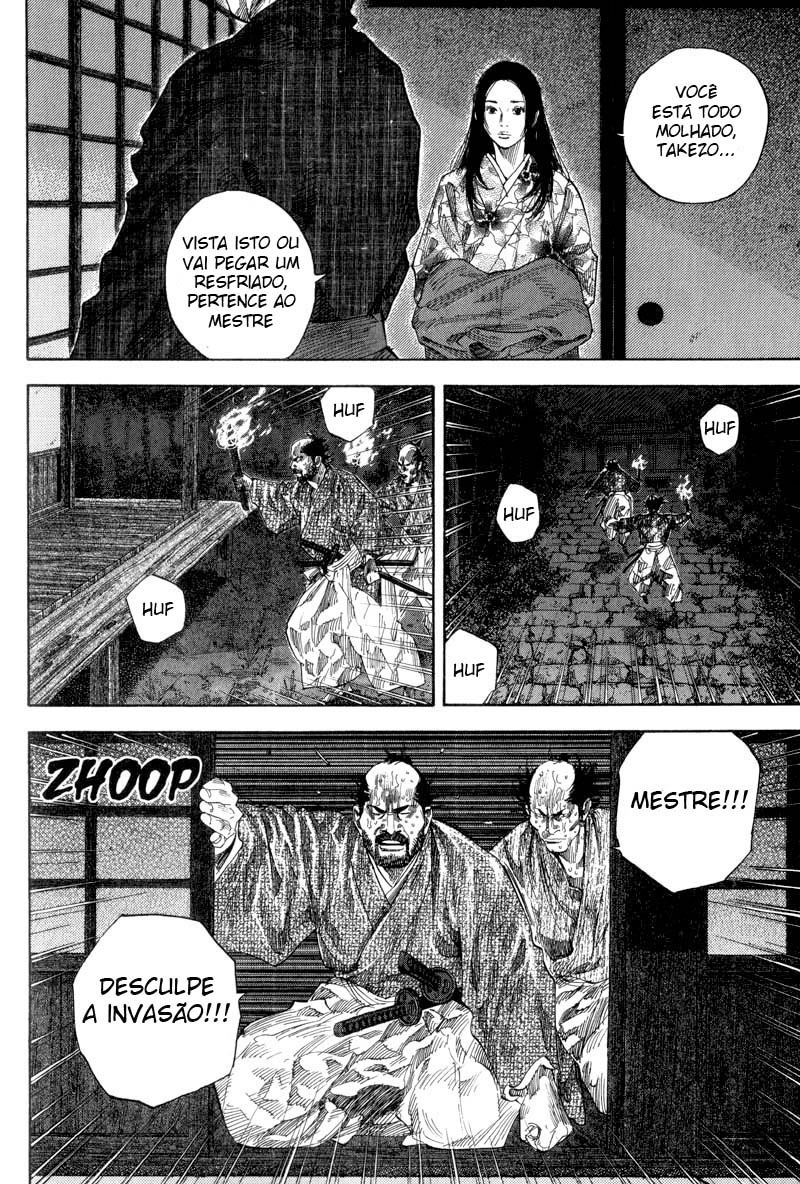 VOCÊ
ESTÁ TODO
MOLHADO,
TAKEZO...
VISTA ISTO OU
VAI PEGAR UM
RESFRIADO,
PERTENCE AO
MESTRE
HUF
HUF
HUF
HUF
HUF
MESTRE!!!
ZHOOP
DESCULPE
A INVASÃO!!!